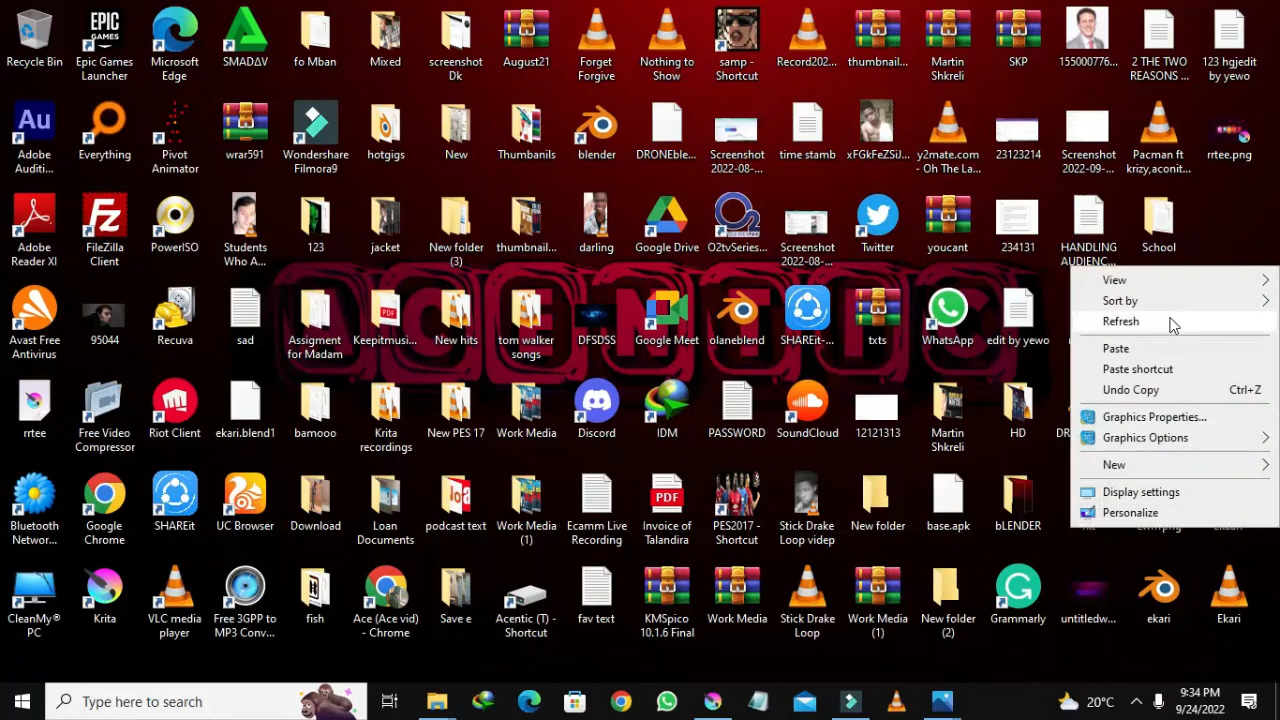 Recycle Bin
EPIC GAMES
Epic Games Launcher
Microsoft Edge
SMADΔV
fo Mban
Mixed
screenshot Dk
August21
Forget Forgive
Nothing to Show
samp - Shortcut
Record202...
thumbnail...
Martin Shkreli
SKP
155000776...
2 THE TWO REASONS ...
123 hgjedit by yewo
Au
Adobe Auditi...
Everything
Pivot Animator
wrar591
Wondershare Filmora9
hotgigs
New
Thumbanils
blender
DRONEble...
Screenshot 2022-08-...
time stamb
xFGkFeZSiJ...
y2mate.com - Oh The La...
23123214
Screenshot 2022-09-...
Pacman ft krizy,aconit...
rrtee.png
Adobe Reader XI
Fz
FileZilla Client
PowerISO
Students Who A...
123
jacket
New folder (3)
thumbnail...
darling
Google Drive
O2tvSeries...
Screenshot 2022-08-...
Twitter
youcant
234131
HANDLING AUDIENC...
School
Avast Free Antivirus
95044
Recuva
sad
Assigment for Madam
PDF
Keepitmusi...
New hits
tom walker songs
DFSDSS
Google Meet
olaneblend
SHAREit-...
txts
WhatsApp
edit by yewo
View
Sort by
Refresh
Paste
Paste shortcut
Undo Copy Ctrl+Z
Graphics Properties...
Graphics Options
New
Display settings
Personalize
rrtee
Free Video Compressor
Riot Client
ekari.blend1
bamooo
Krita recordings
New PES 17
Work Media
Discord
IDM
PASSWORD
SoundCloud
12121313
Martin Shkreli
HD
Bluetooth Networ...
Google Chrome
SHAREit
UC Browser
Download
Loan Documents
podcast text
Work Media (1)
Ecamm Live Recording
PDF
Invoice of Talandira
PES2017 - Shortcut
Stick Drake Loop videp
New folder
base.apk
bLENDER
CleanMy® PC
Krita
VLC media player
Free 3GPP to MP3 Conv...
fish
Ace (Ace vid) - Chrome
Save e
Acentic (T) - Shortcut
fav text
KMSpico 10.1.6 Final
Work Media
Stick Drake Loop
Work Media (1)
New folder (2)
Grammarly
untitledw...
ekari
Ekari
Type here to search
20°C
9:34 PM
9/24/2022